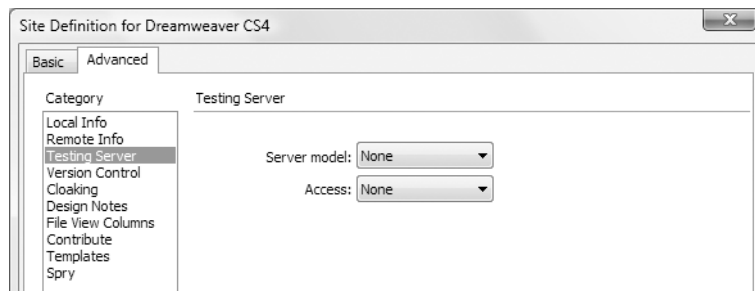 Site Definition for Dreamweaver CS4
X
Basic
Advanced
Category
Testing Server
Local Info
Remote Info
Testing Server
Version Control
Cloaking
Design Notes
File View Columns
Contribute
Templates
Spry
Server model: None
Access: None